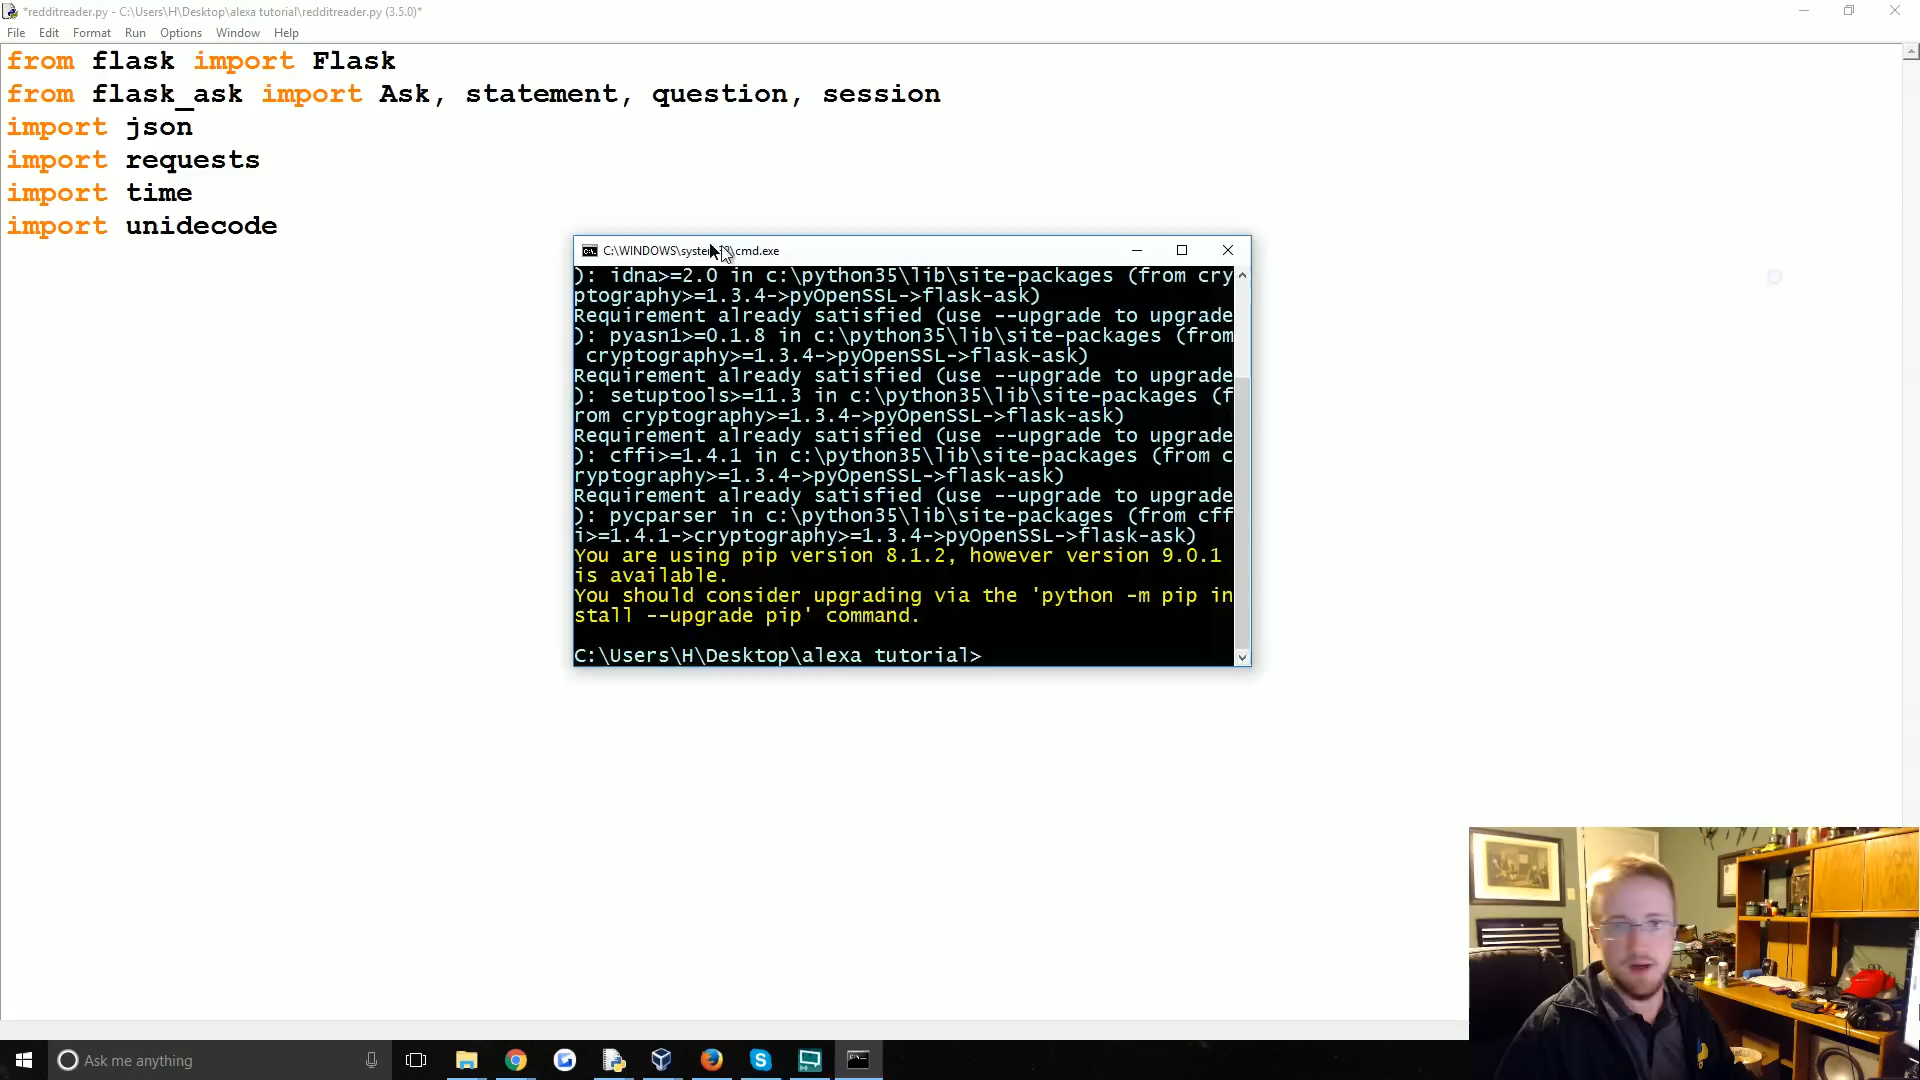 *redditreader.py - C:\Users\H\Desktop\alexa tutorial\redditreader.py (3.5.0)*
File Edit Format Run Options Window Help
from flask import Flask
from flask_ask import Ask, statement, question, session
import json
import requests
import time
import unidecode
C:\WINDOWS\system32\cmd.exe
): idna>=2.0 in c:\python35\lib\site-packages (from cry
ptography>=1.3.4->pyOpenSSL->flask-ask)
Requirement already satisfied (use --upgrade to upgrade
): pyasn1>=0.1.8 in c:\python35\lib\site-packages (from
 cryptography>=1.3.4->pyOpenSSL->flask-ask)
Requirement already satisfied (use --upgrade to upgrade
): setuptools>=11.3 in c:\python35\lib\site-packages (f
rom cryptography>=1.3.4->pyOpenSSL->flask-ask)
Requirement already satisfied (use --upgrade to upgrade
): cffi>=1.4.1 in c:\python35\lib\site-packages (from c
ryptography>=1.3.4->pyOpenSSL->flask-ask)
Requirement already satisfied (use --upgrade to upgrade
): pycparser in c:\python35\lib\site-packages (from cff
i>=1.4.1->cryptography>=1.3.4->pyOpenSSL->flask-ask)
You are using pip version 8.1.2, however version 9.0.1
is available.
You should consider upgrading via the 'python -m pip in
stall --upgrade pip' command.
C:\Users\H\Desktop\alexa tutorial>
Ask me anything